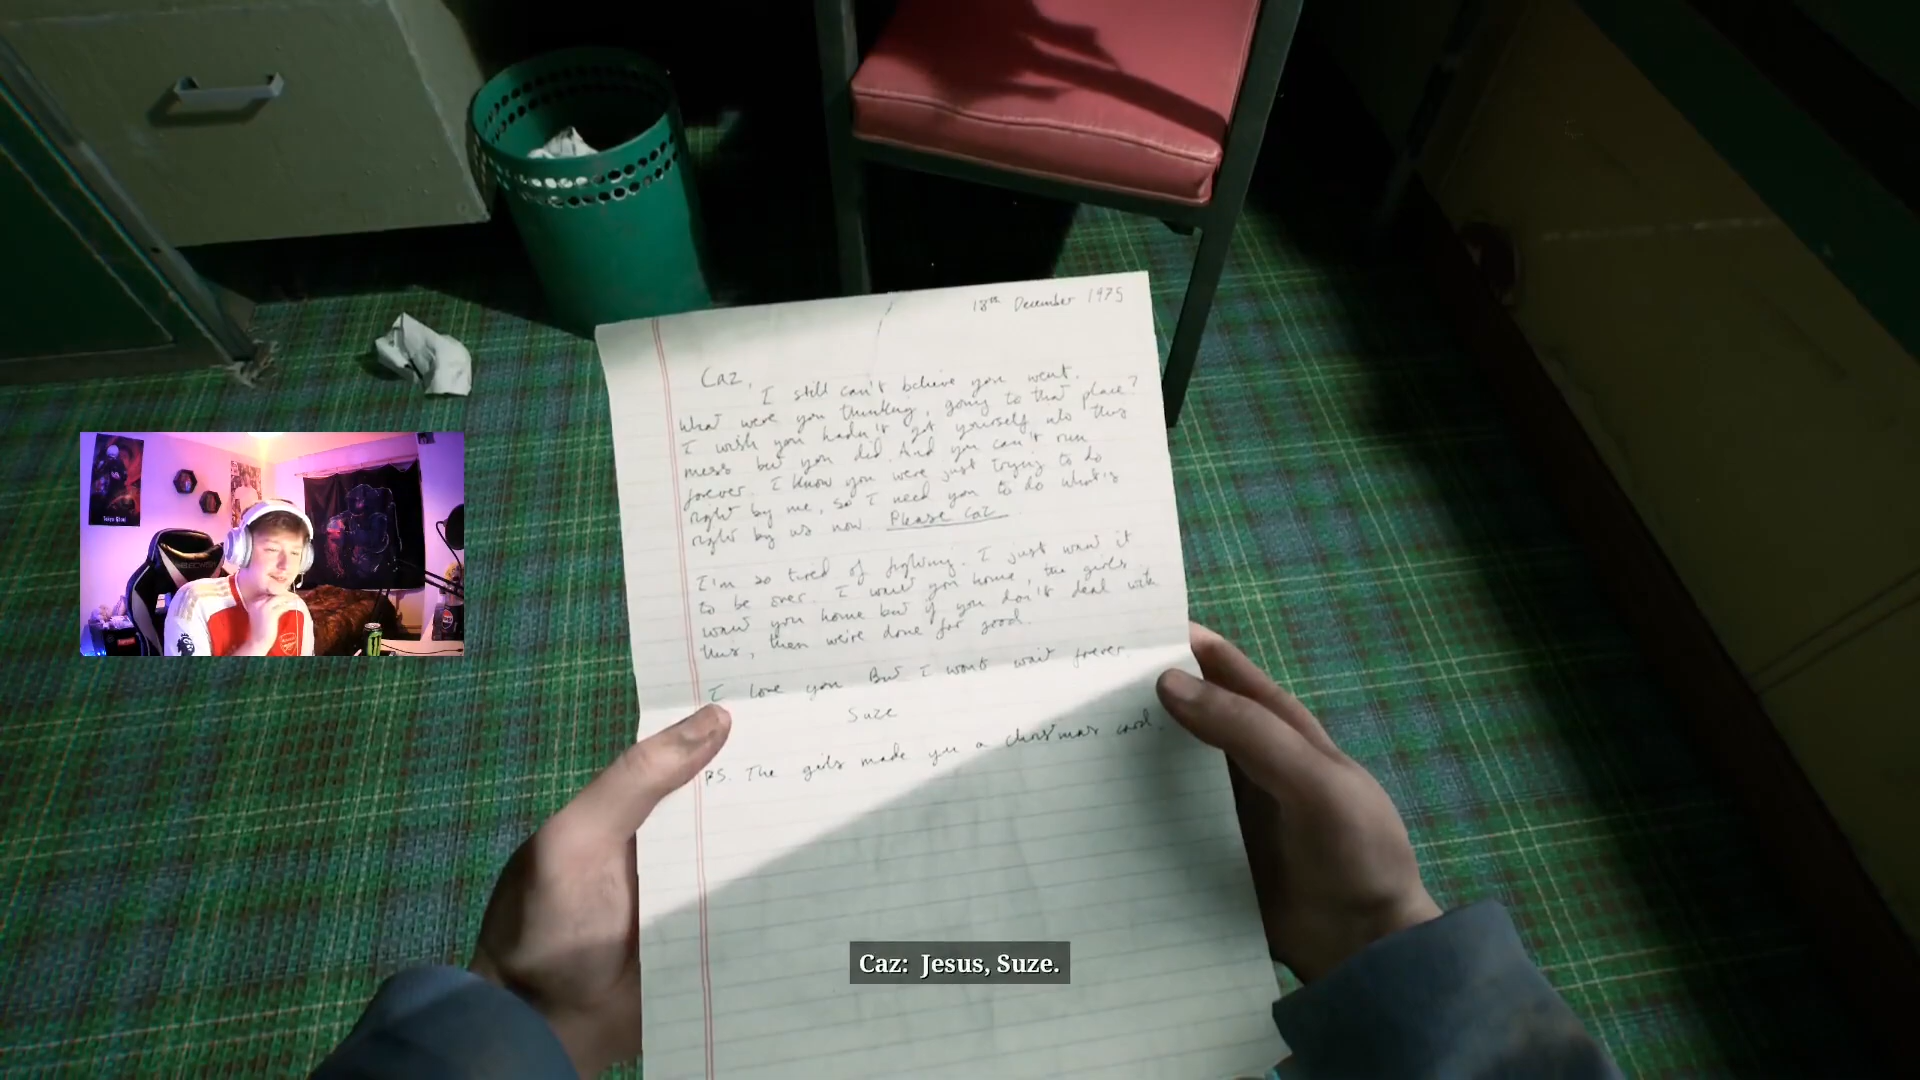 18th December 1975
Caz,
I still can't believe you went.
What were you thinking, going to that place?
I wish you hadn't got yourself into this
mess but you did. And you can't run
forever. I know you were just trying to do
right by me, so I need you to do what's
right by us now. Please Caz
I'm so tired of fighting. I just want it
to be over. I want you home, the girls
want you home but if you don't deal with
this, then we're done for good.
I love you But I won't wait forever.
Suze
PS. The girls made you a christmas card.
Caz: Jesus, Suze.